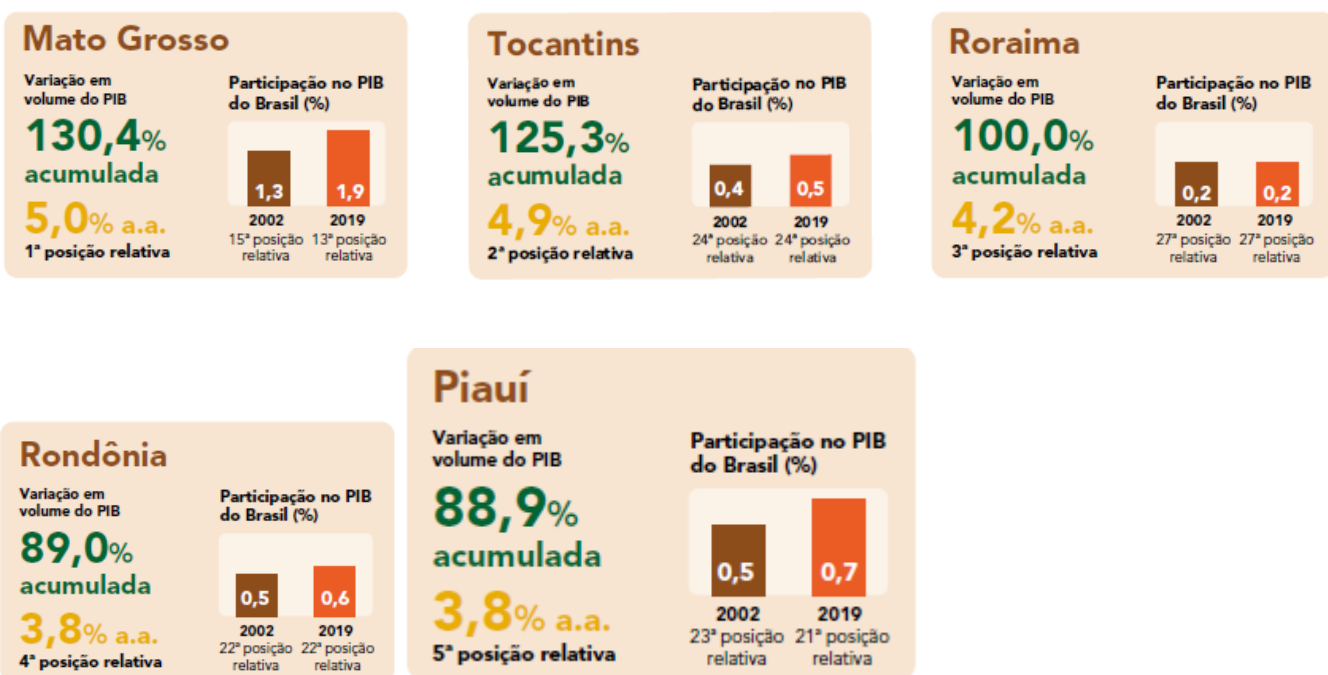 Mato Grosso
Variação em
volume do PIB
130,4%
acumulada
5,0% a.a.
1ª posição relativa
Participação no PIB
do Brasil (%)
1,3 1,9
2002 2019
15ª posição 13ª posição
relativa relativa
Tocantins
Variação em
volume do PIB
125,3%
acumulada
4,9% a.a.
2ª posição relativa
Participação no PIB
do Brasil (%)
0,4 0,5
2002 2019
24ª posição 24ª posição
relativa relativa
Roraima
Variação em
volume do PIB
100,0%
acumulada
4,2% a.a.
3ª posição relativa
Participação no PIB
do Brasil (%)
0,2 0,2
2002 2019
27ª posição 27ª posição
relativa relativa
Rondônia
Variação em
volume do PIB
89,0%
acumulada
3,8% a.a.
4ª posição relativa
Participação no PIB
do Brasil (%)
0,5 0,6
2002 2019
22ª posição 22ª posição
relativa relativa
Piauí
Variação em
volume do PIB
88,9%
acumulada
3,8% a.a.
5ª posição relativa
Participação no PIB
do Brasil (%)
0,5 0,7
2002 2019
23ª posição 21ª posição
relativa relativa